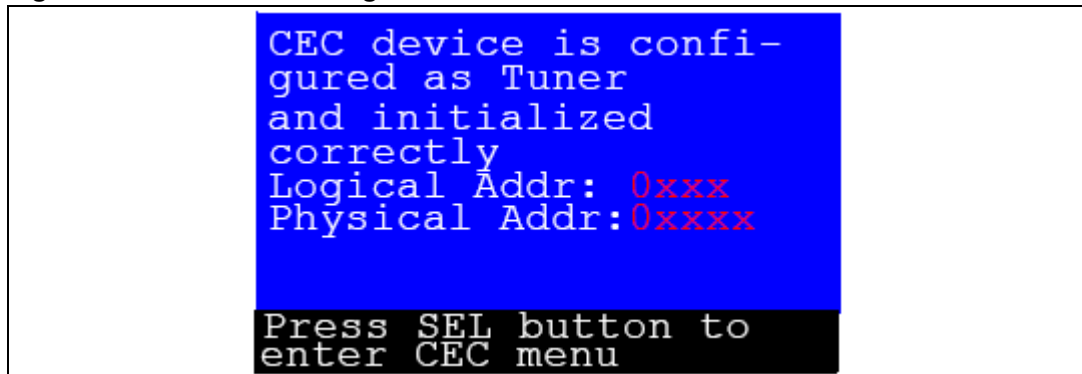 CEC device is confi-
gured as Tuner
and initialized
correctly
Logical Addr: 0xxx
Physical Addr:0xxxx
Press SEL button to
enter CEC menu